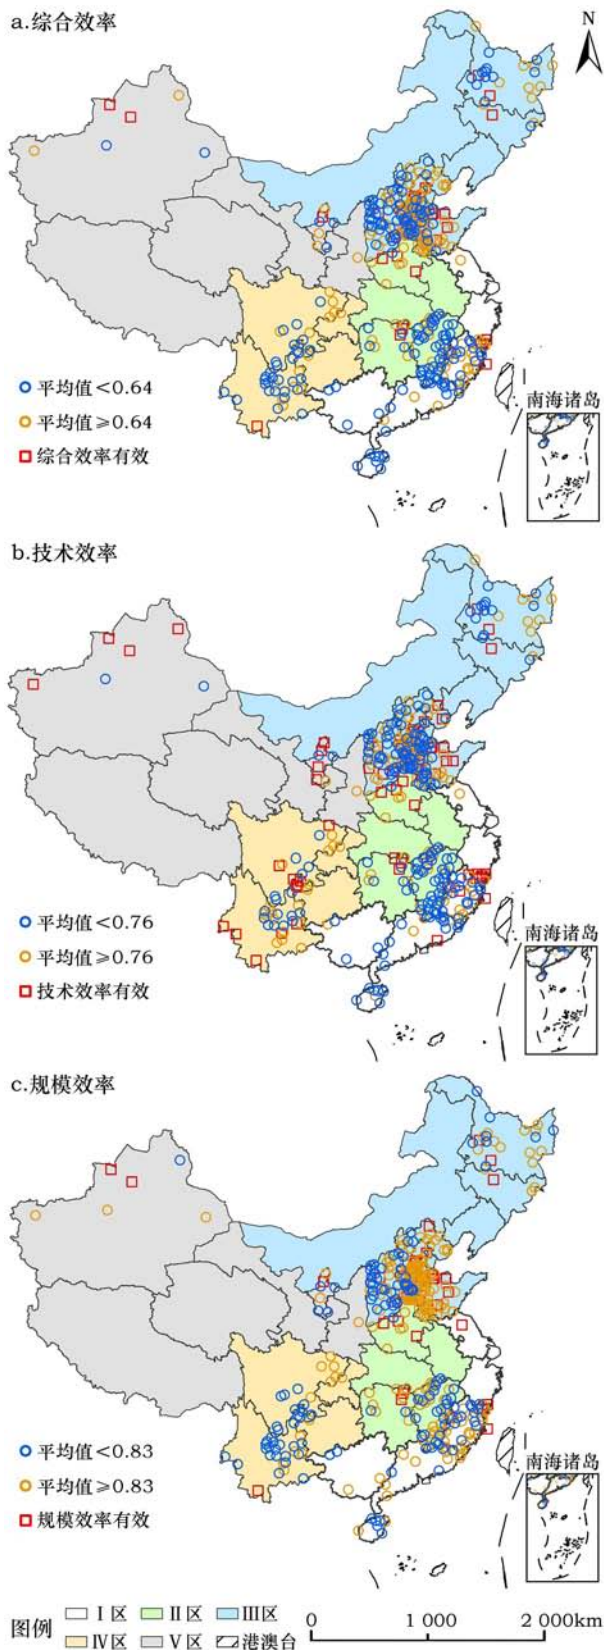 a.综合效率
N
平均值<0.64
平均值≥0.64
综合效率有效
南海诸岛
b.技术效率
平均值<0.76
平均值≥0.76
技术效率有效
南海诸岛
c.规模效率
平均值<0.83
平均值≥0.83
规模效率有效
南海诸岛
图例
I 区 II 区 III区
IV区 V 区 港澳台
0 1 000 2 000km